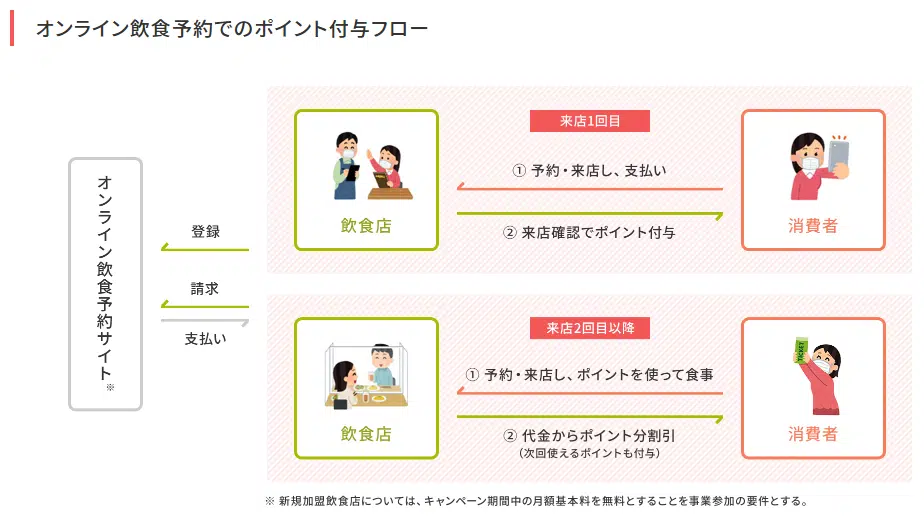 オンライン飲食予約でのポイント付与フロー
オンライン飲食予約サイト※
登録
請求
支払い
来店1回目
飲食店
① 予約・来店し、支払い
② 来店確認でポイント付与
消費者
来店2回目以降
飲食店
① 予約・来店し、ポイントを使って食事
② 代金からポイント分割引
(次回使えるポイントも付与)
TICKET
消費者
※ 新規加盟飲食店については、キャンペーン期間中の月額基本料を無料とすることを事業参加の要件とする。